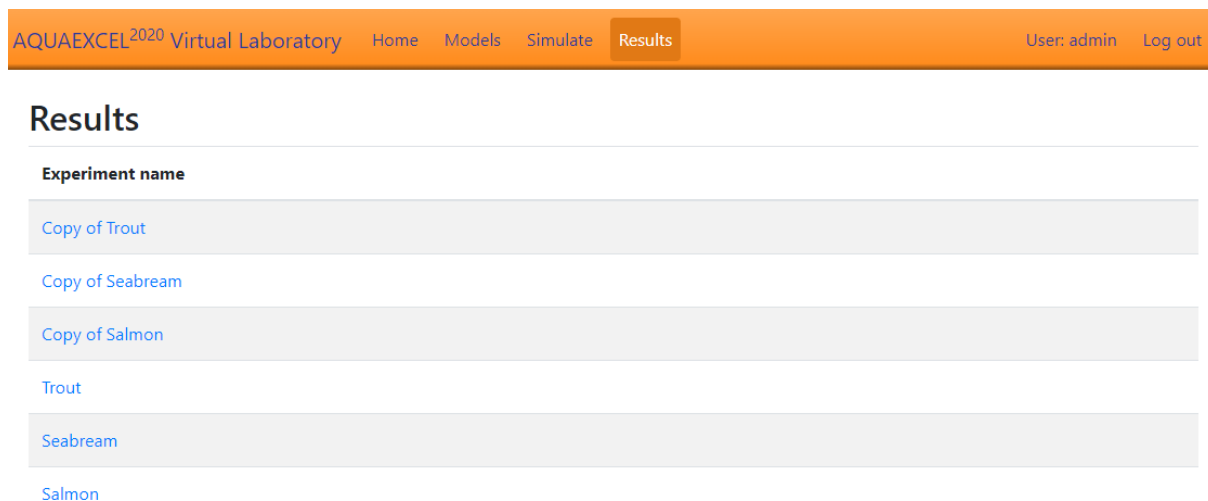 AQUAEXCEL2020 Virtual Laboratory Home Models Simulate Results User: admin Log out
Results
Experiment name
Copy of Trout
Copy of Seabream
Copy of Salmon
Trout
Seabream
Salmon